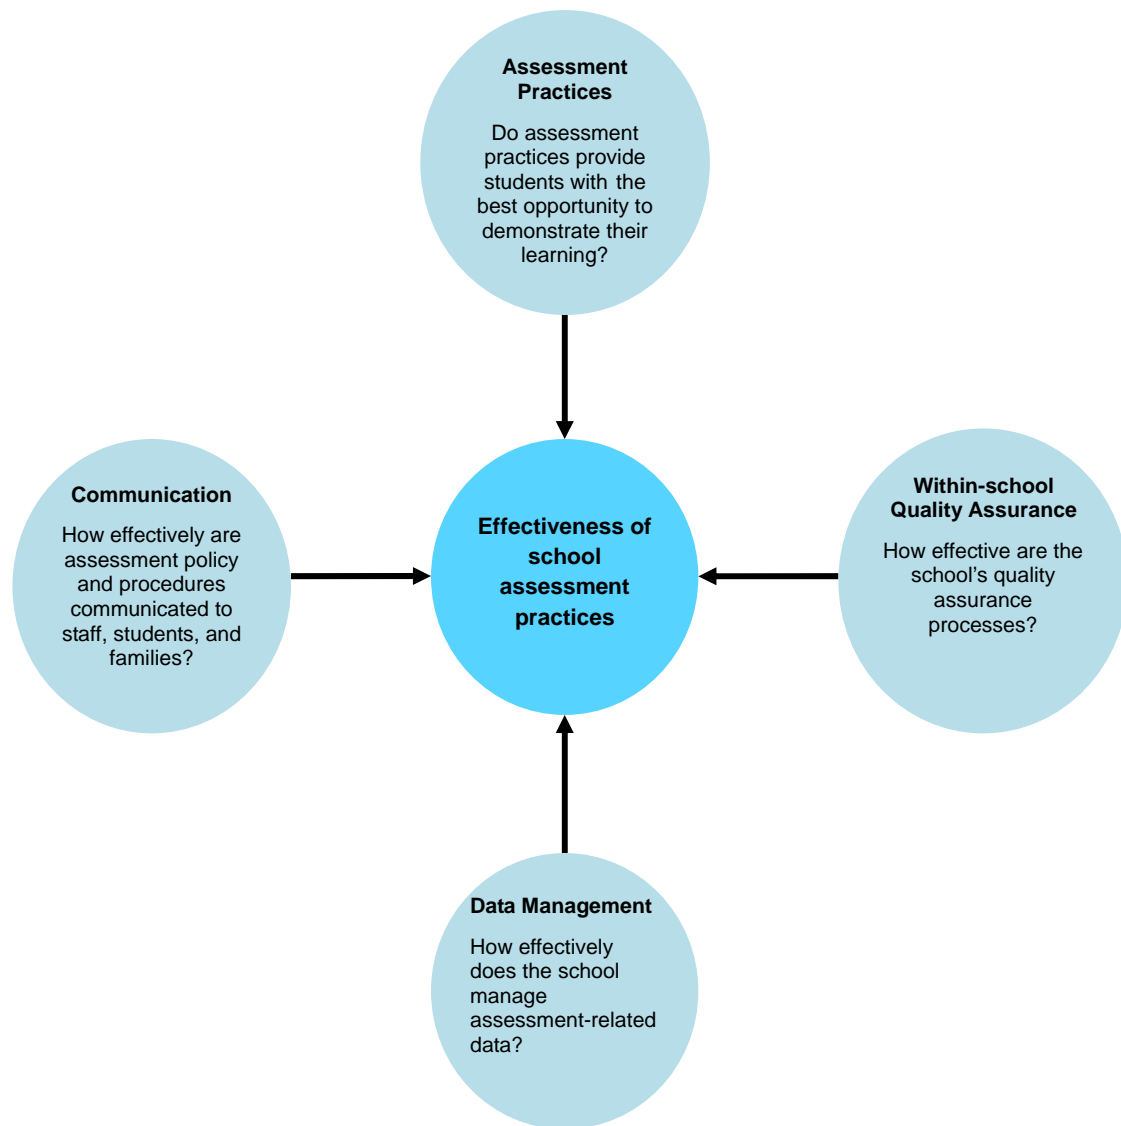 Assessment
Practices
Do assessment
practices provide
students with the
best opportunity to
demonstrate their
learning?
Communication
How effectively are
assessment policy
and procedures
communicated to
staff, students, and
families?
Effectiveness of
school
assessment
practices
Within-school
Quality Assurance
How effective are the
school’s quality
assurance
processes?
Data Management
How effectively
does the school
manage
assessment-related
data?